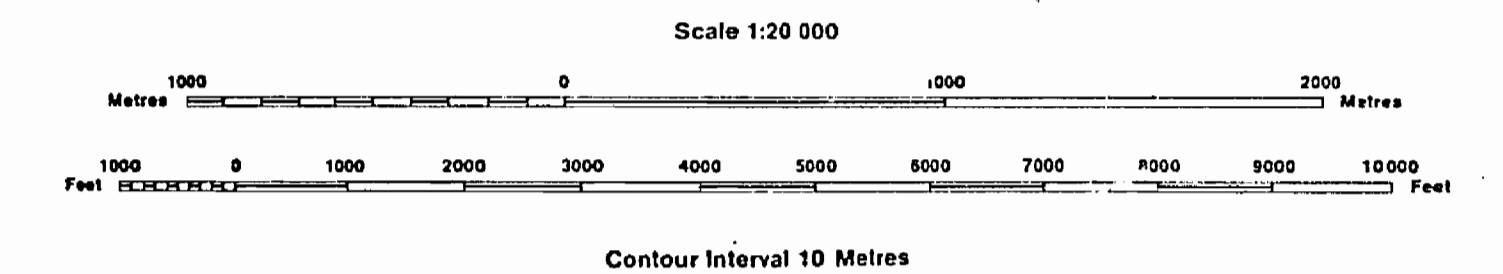 Scale 1:20 000
1000 0 1000 2000
Metres Metres
1000 0 1000 2000 3000 4000 5000 6000 7000 8000 9000 10000
Feet Feet
Contour Interval 10 Metres